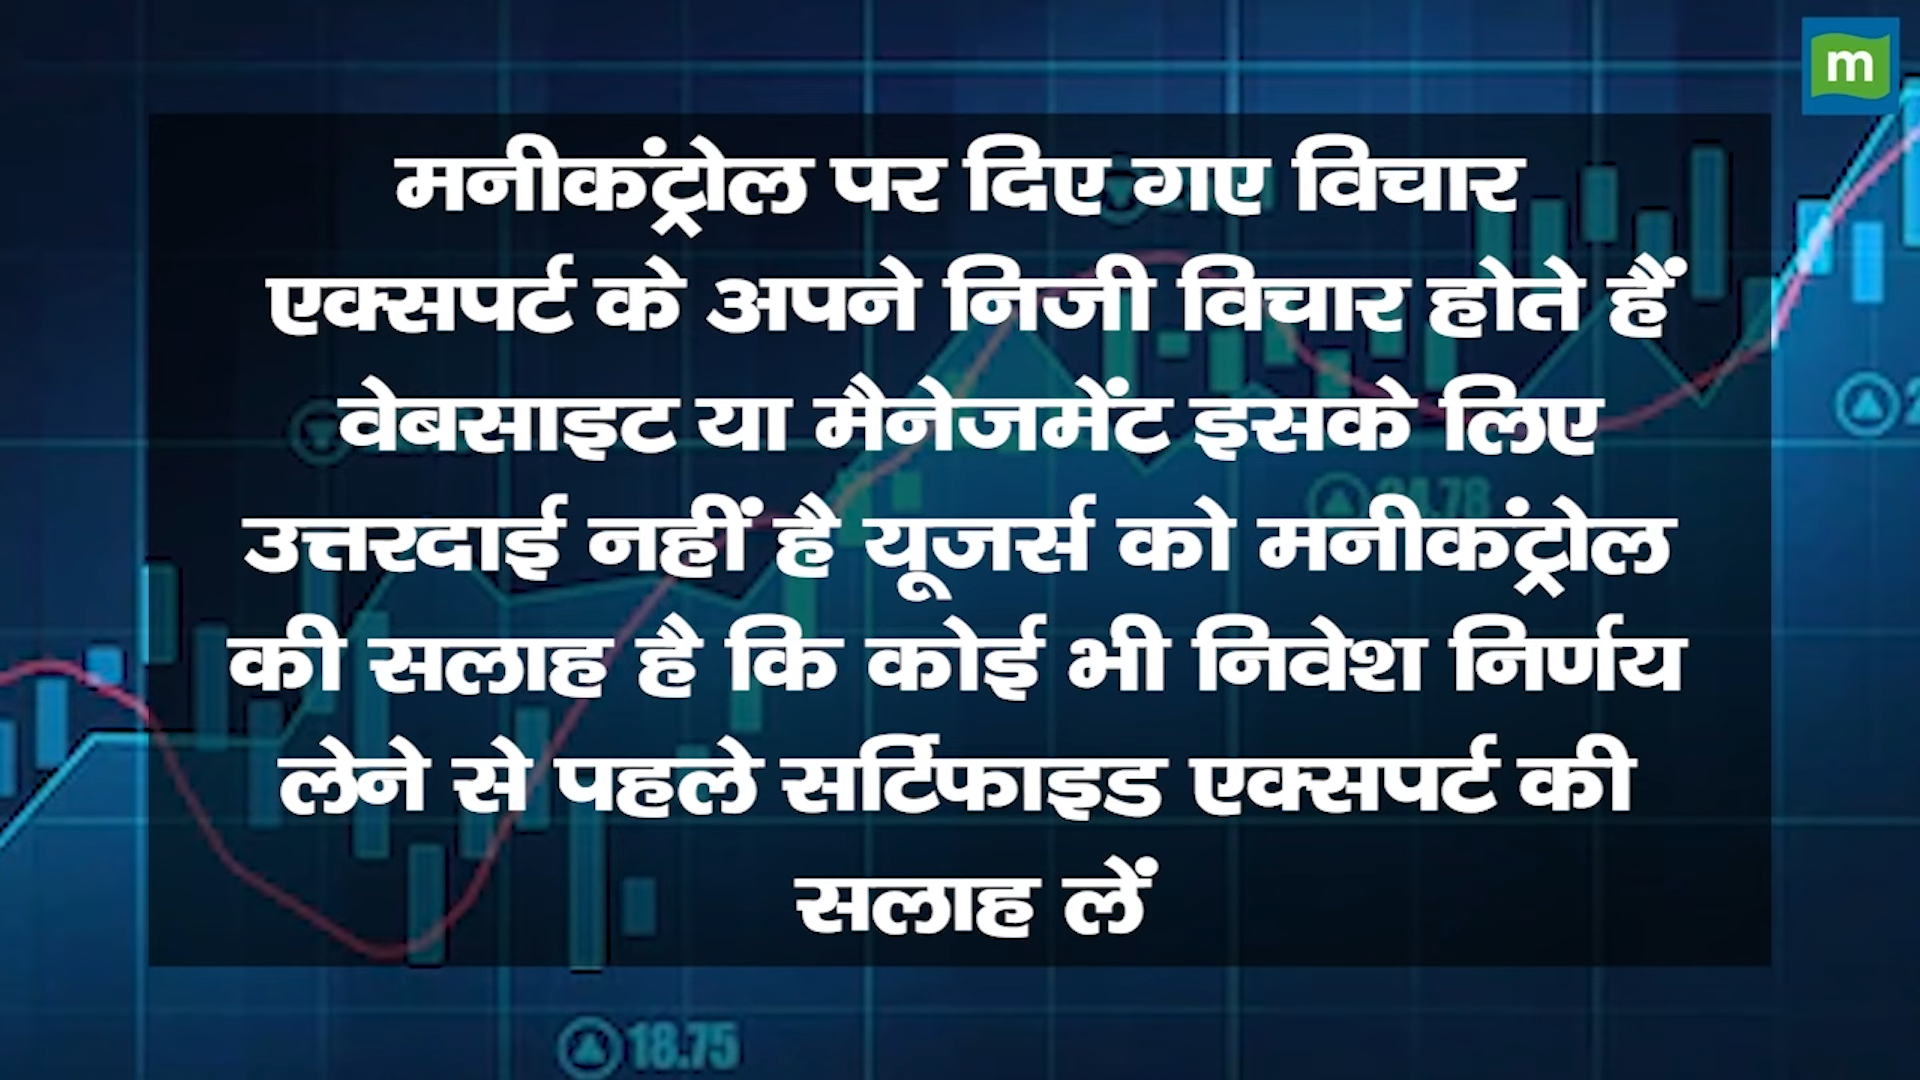 m
मनीकंट्रोल पर दिए गए विचार
एक्सपर्ट के अपने निजी विचार होते हैं
वेबसाइट या मैनेजमेंट इसके लिए
उत्तरदाई नहीं है यूजर्स को मनीकंट्रोल
की सलाह है कि कोई भी निवेश निर्णय
लेने से पहले सर्टिफाइड एक्सपर्ट की
सलाह लें
18.75